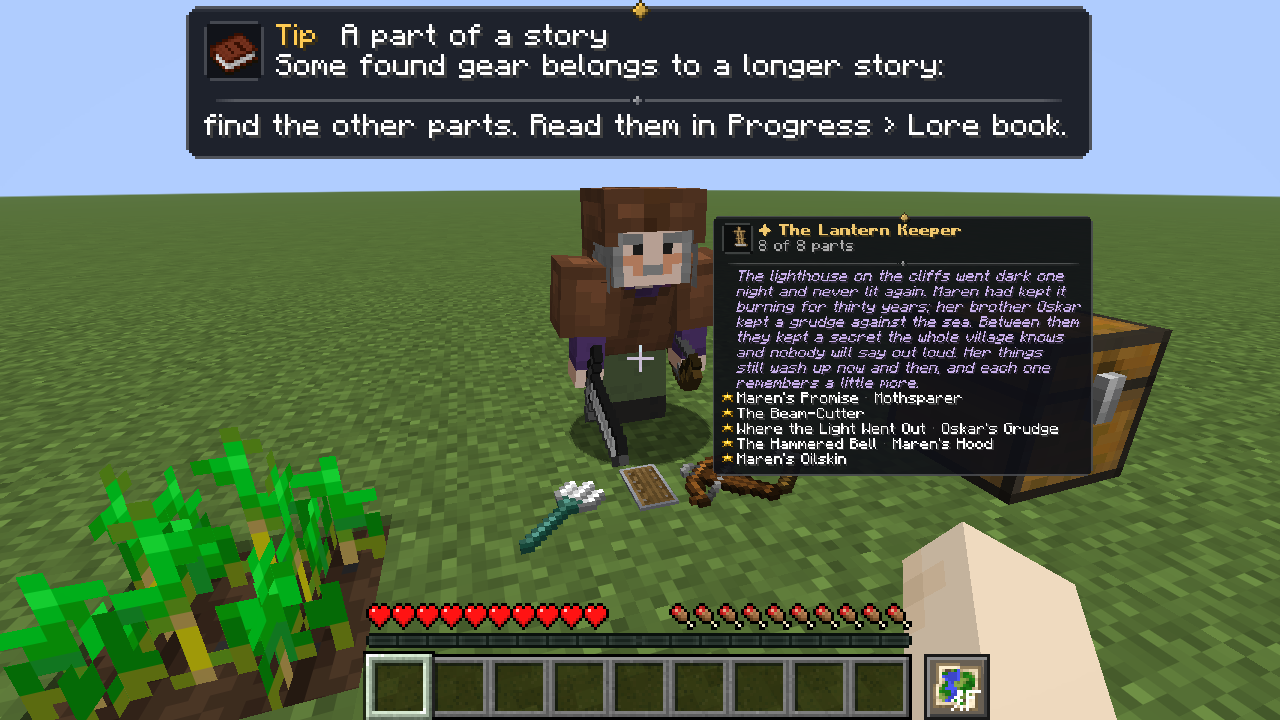 Tip A part of a story
Some found gear belongs to a longer story:
find the other parts. Read them in Progress > Lore book.
The Lantern Keeper
8 of 8 parts
The lighthouse on the cliffs went dark one
night and never lit again. Maren had kept it
burning for thirty years; her brother Oskar
kept a grudge against the sea. Between them
they kept a secret the whole village knows
and nobody will say out loud. Her things
still wash up now and then, and each one
remembers a little more.
Maren's Promise · Mothsparer
The Beam-Cutter
Where the Light Went Out · Oskar's Grudge
The Hammered Bell · Maren's Hood
Maren's Oilskin